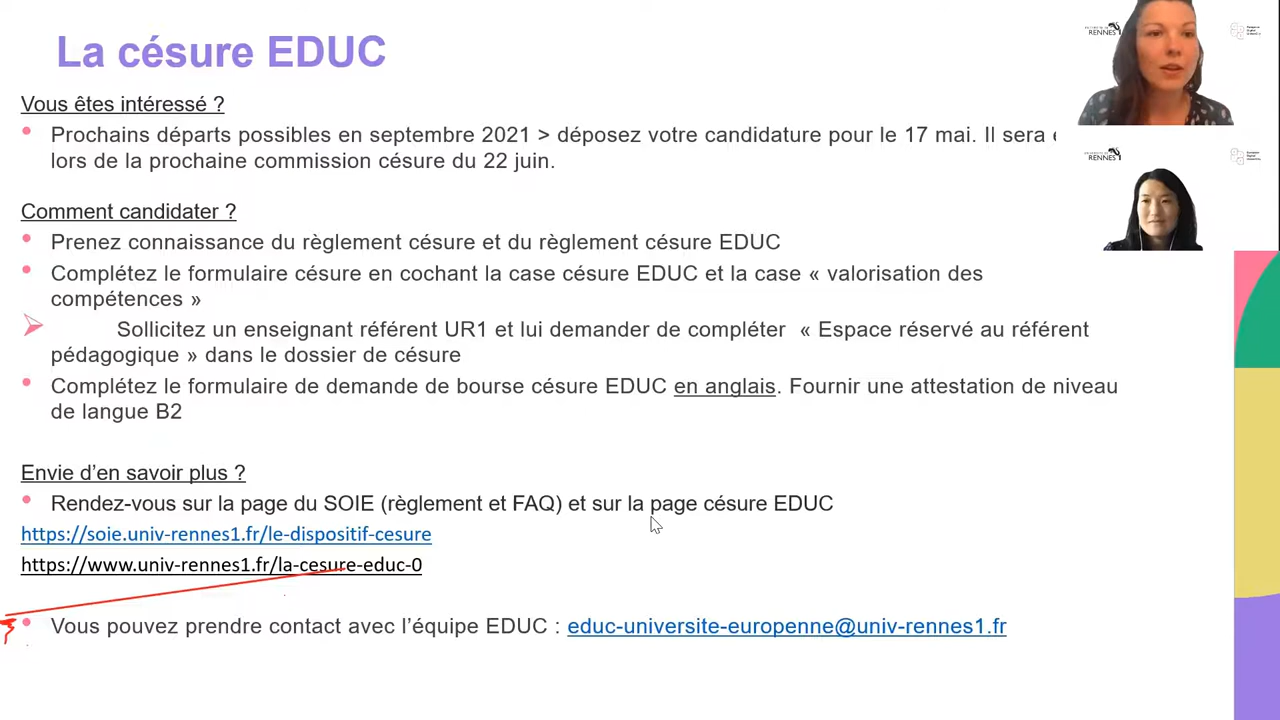 La césure EDUC
Vous êtes intéressé ?
Prochains départs possibles en septembre 2021 > déposez votre candidature pour le 17 mai. Il sera
lors de la prochaine commission césure du 22 juin.
Comment candidater ?
Prenez connaissance du règlement césure et du règlement césure EDUC
Complétez le formulaire césure en cochant la case césure EDUC et la case « valorisation des
compétences »
Sollicitez un enseignant référent UR1 et lui demander de compléter « Espace réservé au référent
pédagogique » dans le dossier de césure
Complétez le formulaire de demande de bourse césure EDUC en anglais. Fournir une attestation de niveau
de langue B2
Envie d'en savoir plus ?
Rendez-vous sur la page du SOIE (règlement et FAQ) et sur la page césure EDUC
https://soie.univ-rennes1.fr/le-dispositif-cesure
https://www.univ-rennes1.fr/la-cesure-educ-0
Vous pouvez prendre contact avec l'équipe EDUC : educ-universite-europenne@univ-rennes1.fr
RENNES
RENNES